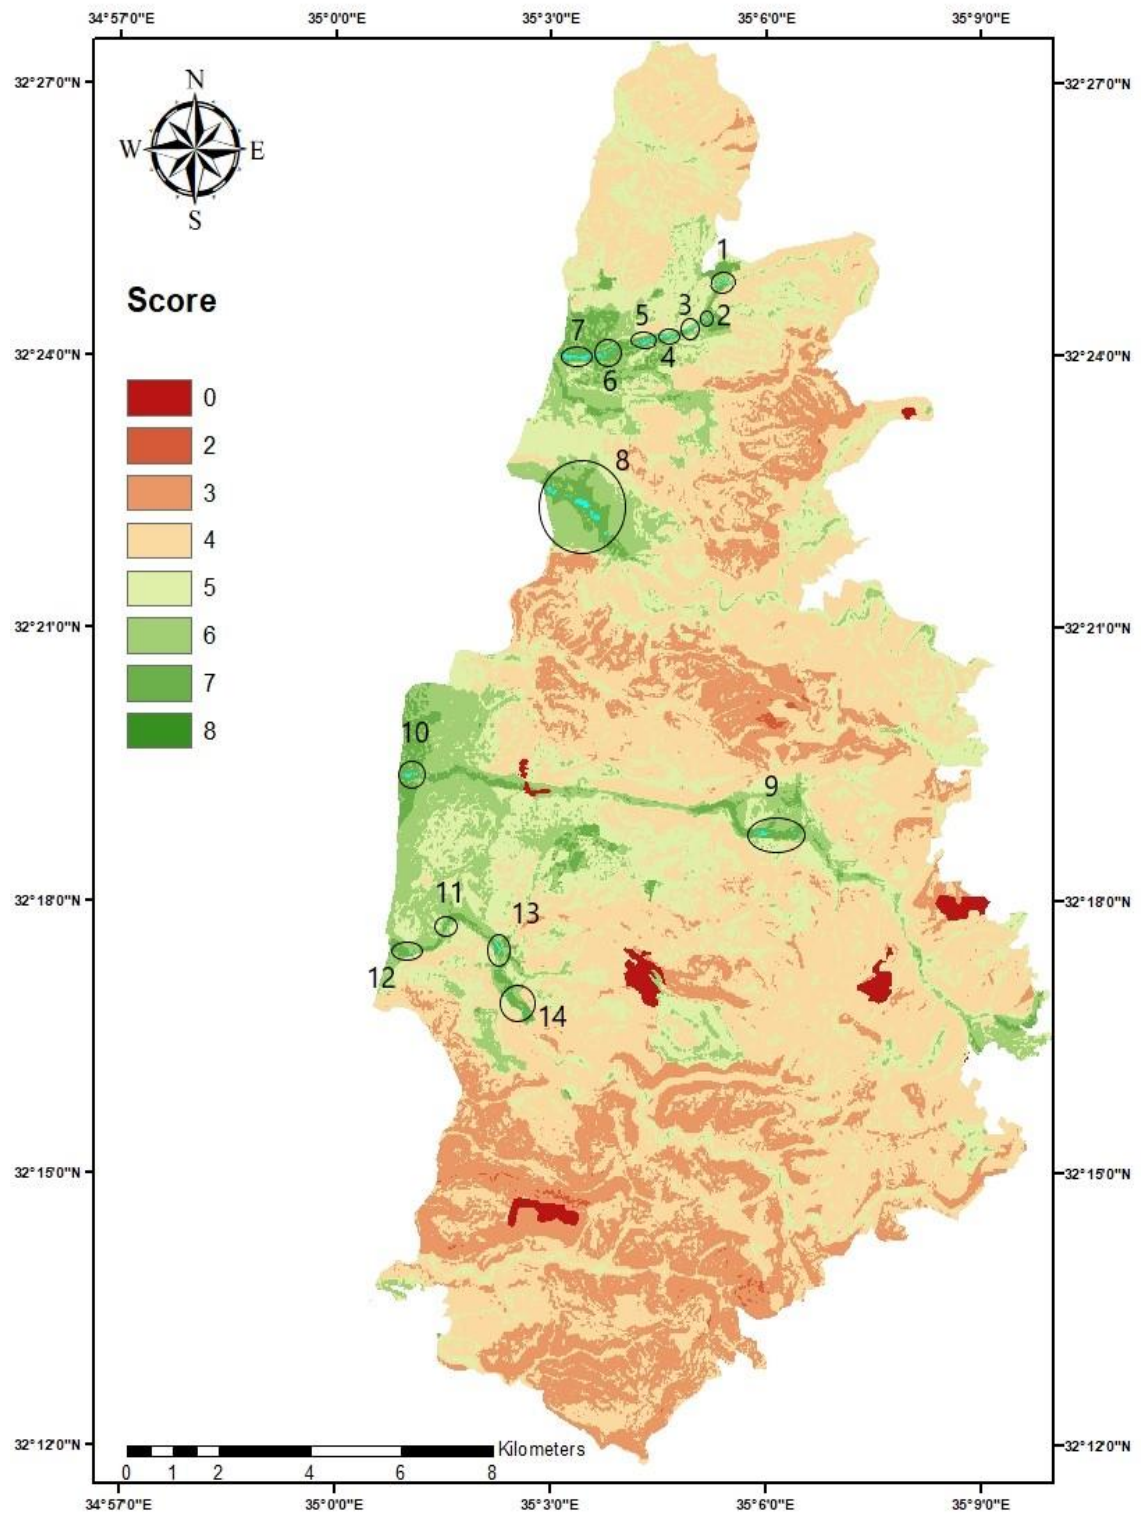 34°57'0"E 35°0'0"E 35°3'0"E 35°6'0"E 35°9'0"E
32°27'0"N 32°27'0"N
N
W E
S
1
Score
3 2
5
7
4
32°24'0"N 32°24'0"N
6
0
2
8
3
4
5
32°21'0"N 32°21'0"N
6
7
8
10
9
11
32°18'0"N 32°18'0"N
13
12
14
32°15'0"N 32°15'0"N
32°12'0"N 32°12'0"N
Kilometers
0 1 2 4 6 8
34°57'0"E 35°0'0"E 35°3'0"E 35°6'0"E 35°9'0"E